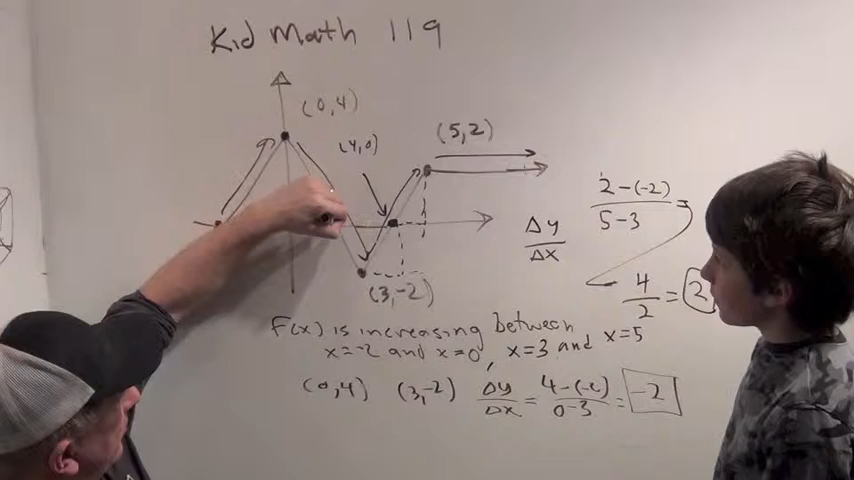 Kid Math 119
(0,4)
(4,0)
(5,2)
(3,-2)
Δy
Δx
2-(-2)
5-3
4
2
= 2
F(x) is increasing between
x=-2 and x=0, x=3 and x=5
(0,4) (3,-2) Δy/Δx = 4-(-2)/0-3 = -2